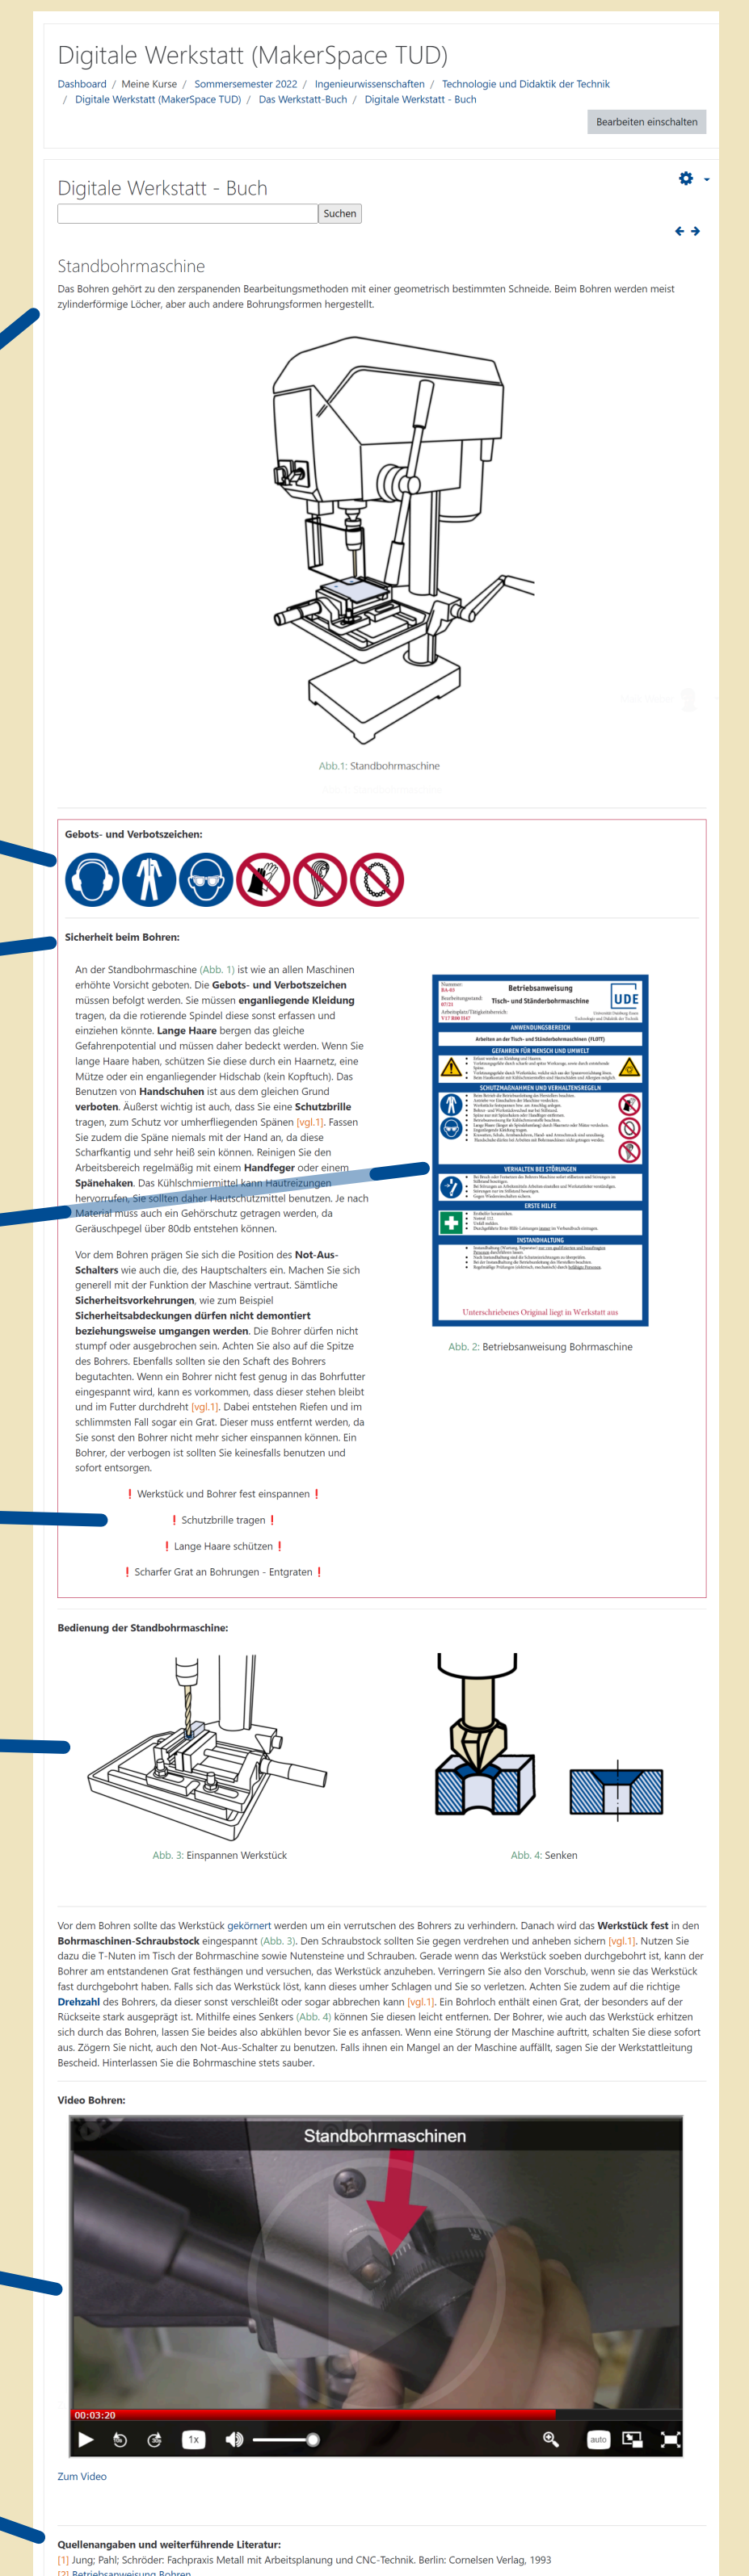 Digitale Werkstatt (MakerSpace TUD)
Dashboard / Meine Kurse / Sommersemester 2022 / Ingenieurwissenschaften / Technologie und Didaktik der Technik
/ Digitale Werkstatt (MakerSpace TUD) / Das Werkstatt-Buch / Digitale Werkstatt - Buch
Bearbeiten einschalten
Digitale Werkstatt - Buch
Suchen
Standbohrmaschine
Das Bohren gehört zu den zerspanenden Bearbeitungsmethoden mit einer geometrisch bestimmten Schneide. Beim Bohren werden meist
zylinderförmige Löcher, aber auch andere Bohrungsformen hergestellt.
Abb.1: Standbohrmaschine
Gebots- und Verbotszeichen:
Sicherheit beim Bohren:
An der Standbohrmaschine (Abb. 1) ist wie an allen Maschinen
erhöhte Vorsicht geboten. Die Gebots- und Verbotszeichen
müssen befolgt werden. Sie müssen enganliegende Kleidung
tragen, da die rotierende Spindel diese sonst erfassen und
einziehen könnte. Lange Haare bergen das gleiche
Gefahrenpotential und müssen daher bedeckt werden. Wenn Sie
lange Haare haben, schützen Sie diese durch ein Haarnetz, eine
Mütze oder ein enganliegender Hidschab (kein Kopftuch). Das
Benutzen von Handschuhen ist aus dem gleichen Grund
verboten. Äußerst wichtig ist auch, dass Sie eine Schutzbrille
tragen, zum Schutz vor umherfliegenden Spänen [vgl.1]. Fassen
Sie zudem die Späne niemals mit der Hand an, da diese
Scharfkantig und sehr heiß sein können. Reinigen Sie den
Arbeitsbereich regelmäßig mit einem Handfeger oder einem
Spänehaken. Das Kühlschmiermittel kann Hautreizungen
hervorrufen. Sie sollten daher Hautschutzmittel benutzen. Je nach
Material muss auch ein Gehörschutz getragen werden, da
Geräuschpegel über 80db entstehen können.
Vor dem Bohren prägen Sie sich die Position des Not-Aus-
Schalters wie auch die, des Hauptschalters ein. Machen Sie sich
generell mit der Funktion der Maschine vertraut. Sämtliche
Sicherheitsvorkehrungen, wie zum Beispiel
Sicherheitsabdeckungen dürfen nicht demontiert
beziehungsweise umgangen werden. Die Bohrer dürfen nicht
stumpf oder ausgebrochen sein. Achten Sie also auf die Spitze
des Bohrers. Ebenfalls sollten sie den Schaft des Bohrers
begutachten. Wenn ein Bohrer nicht fest genug in das Bohrfutter
eingespannt wird, kann es vorkommen, dass dieser stehen bleibt
und im Futter durchdreht [vgl.1]. Dabei entstehen Riefen und im
schlimmsten Fall sogar ein Grat. Dieser muss entfernt werden, da
Sie sonst den Bohrer nicht mehr sicher einspannen können. Ein
Bohrer, der verbogen ist sollten Sie keinesfalls benutzen und
sofort entsorgen.
❗ Werkstück und Bohrer fest einspannen ❗
❗ Schutzbrille tragen ❗
❗ Lange Haare schützen ❗
❗ Scharfer Grat an Bohrungen - Entgraten ❗
Nummer:
BA-03
Bearbeitungsstand:
07/21
Arbeitsplatz/Tätigkeitsbereich:
Betriebsanweisung
Tisch- und Ständerbohrmaschine
UDE
ANWENDUNGSBEREICH
Arbeiten an der Tisch- und Ständerbohrmaschinen (FLOTT)
GEFAHREN FÜR MENSCH UND UMWELT
SCHUTZMAßNAHMEN UND VERHALTENSREGELN
VERHALTEN BEI STÖRUNGEN
ERSTE HILFE
INSTANDHALTUNG
Unterschriebenes Original liegt in Werkstatt aus
Abb. 2: Betriebsanweisung Bohrmaschine
Bedienung der Standbohrmaschine:
Abb. 3: Einspannen Werkstück
Abb. 4: Senken
Vor dem Bohren sollte das Werkstück gekörnert werden um ein verrutschen des Bohrers zu verhindern. Danach wird das Werkstück fest in den
Bohrmaschinen-Schraubstock eingespannt (Abb. 3). Den Schraubstock sollten Sie gegen verdrehen und anheben sichern [vgl.1]. Nutzen Sie
dazu die T-Nuten im Tisch der Bohrmaschine sowie Nutensteine und Schrauben. Gerade wenn das Werkstück soeben durchgebohrt ist, kann der
Bohrer am entstandenen Grat festhängen und versuchen, das Werkstück anzuheben. Verringern Sie also den Vorschub, wenn sie das Werkstück
fast durchgebohrt haben. Falls sich das Werkstück löst, kann dieses umher Schlagen und Sie so verletzen. Achten Sie zudem auf die richtige
Drehzahl des Bohrers, da dieser sonst verschleißt oder sogar abbrechen kann [vgl.1]. Ein Bohrloch enthält einen Grat, der besonders auf der
Rückseite stark ausgeprägt ist. Mithilfe eines Senkers (Abb. 4) können Sie diesen leicht entfernen. Der Bohrer, wie auch das Werkstück erhitzen
sich durch das Bohren, lassen Sie beides also abkühlen bevor Sie es anfassen. Wenn eine Störung der Maschine auftritt, schalten Sie diese sofort
aus. Zögern Sie nicht, auch den Not-Aus-Schalter zu benutzen. Falls ihnen ein Mangel an der Maschine auffällt, sagen Sie der Werkstattleitung
Bescheid. Hinterlassen Sie die Bohrmaschine stets sauber.
Video Bohren:
Standbohrmaschinen
00:03:20
1x
auto
Zum Video
Quellenangaben und weiterführende Literatur:
[1] Jung; Pahl; Schröder: Fachpraxis Metall mit Arbeitsplanung und CNC-Technik. Berlin: Cornelsen Verlag, 1993
[2] Betriebsanweisung Bohren